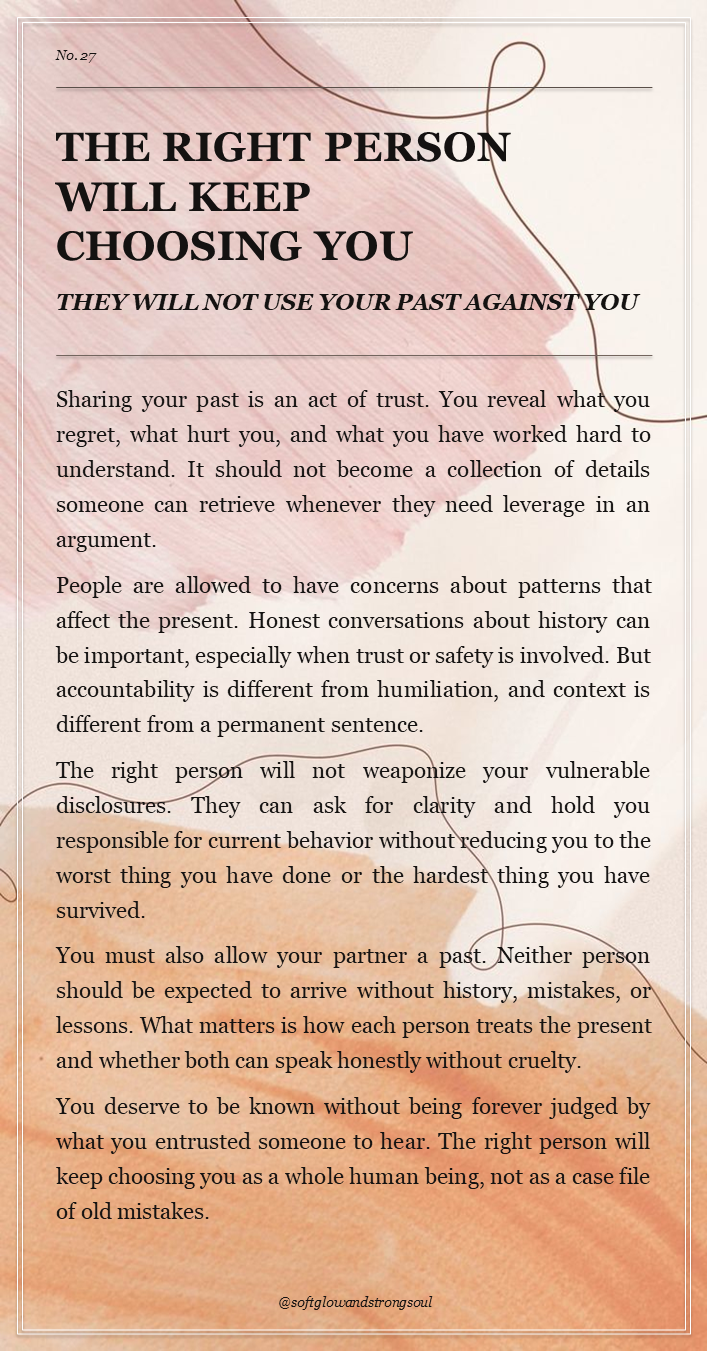 No. 27
THE RIGHT PERSON
WILL KEEP
CHOOSING YOU
THEY WILL NOT USE YOUR PAST AGAINST YOU
Sharing your past is an act of trust. You reveal what you
regret, what hurt you, and what you have worked hard to
understand. It should not become a collection of details
someone can retrieve whenever they need leverage in an
argument.
People are allowed to have concerns about patterns that
affect the present. Honest conversations about history can
be important, especially when trust or safety is involved. But
accountability is different from humiliation, and context is
different from a permanent sentence.
The right person will not weaponize your vulnerable
disclosures. They can ask for clarity and hold you
responsible for current behavior without reducing you to the
worst thing you have done or the hardest thing you have
survived.
You must also allow your partner a past. Neither person
should be expected to arrive without history, mistakes, or
lessons. What matters is how each person treats the present
and whether both can speak honestly without cruelty.
You deserve to be known without being forever judged by
what you entrusted someone to hear. The right person will
keep choosing you as a whole human being, not as a case file
of old mistakes.
@softglowandstrongsoul